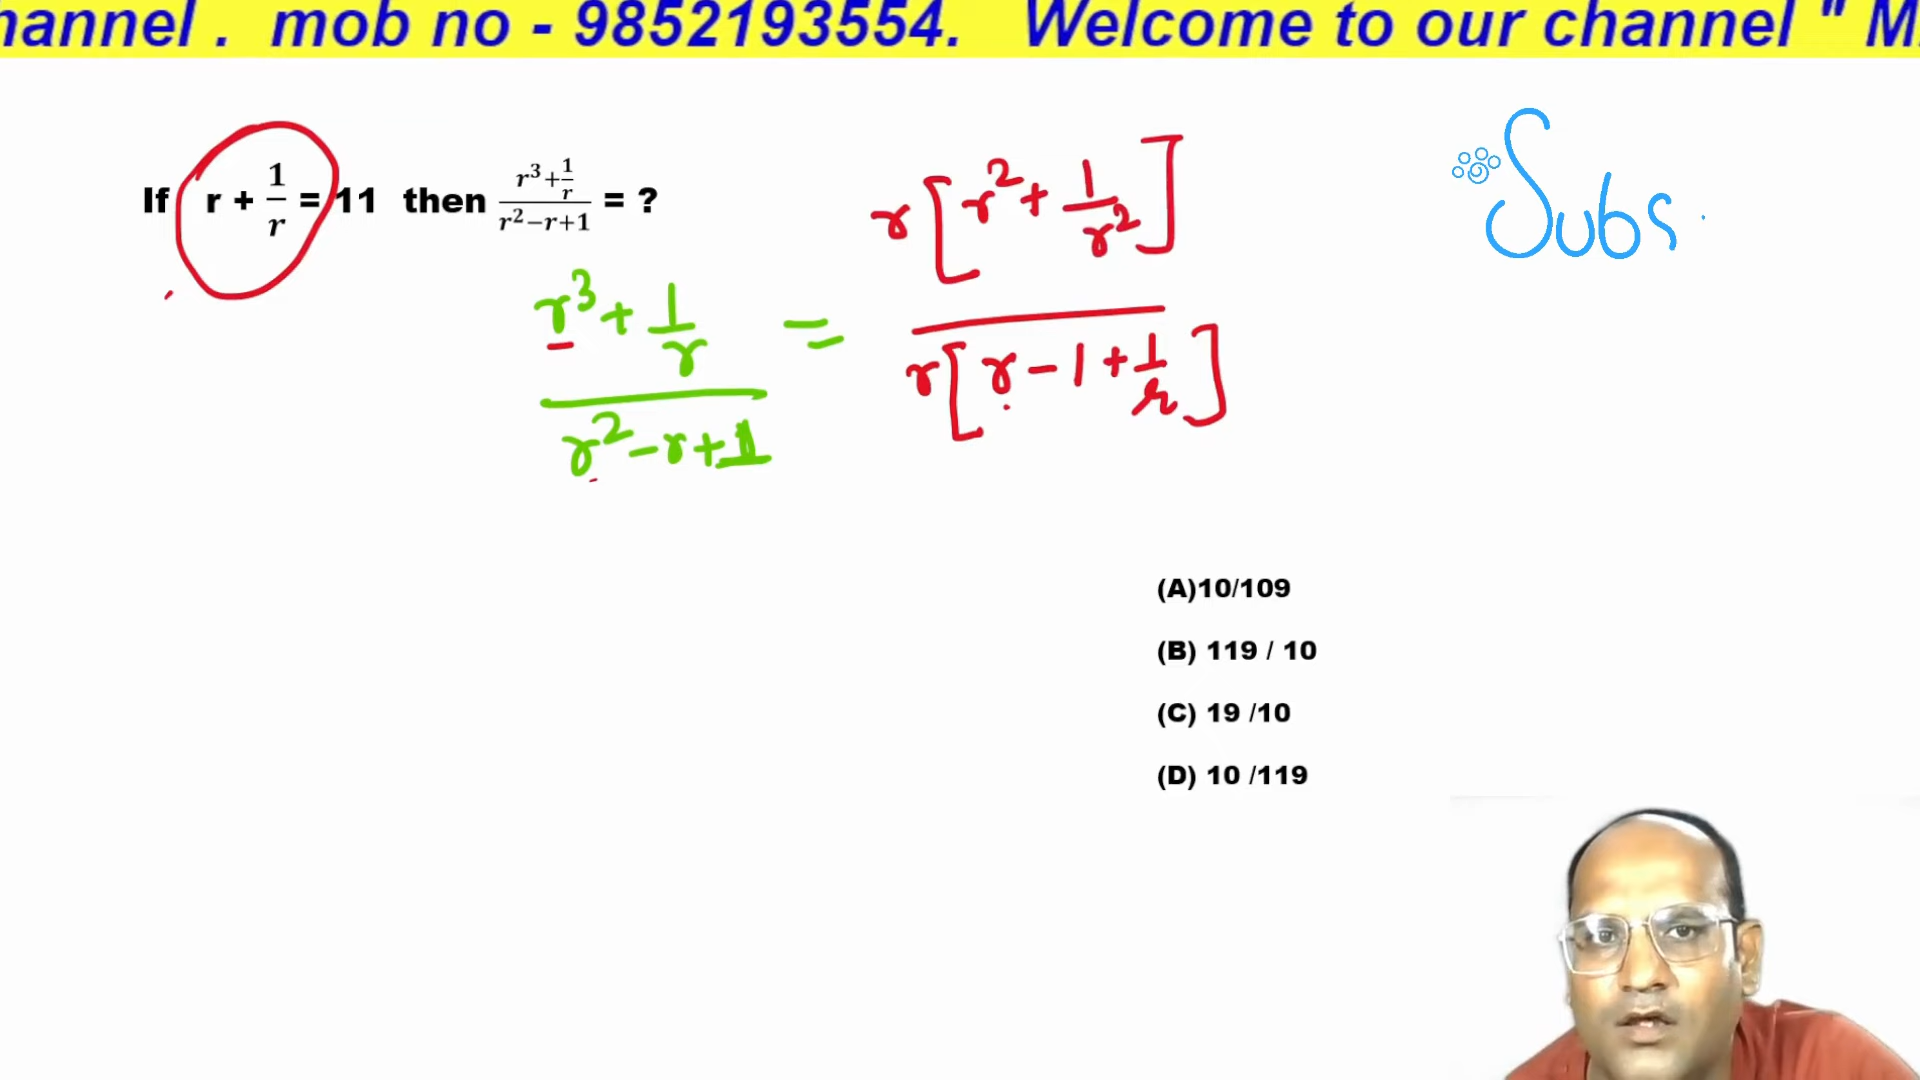 hannel . mob no - 9852193554. Welcome to our channel " M
If r + 1/r = 11 then (r³+1/r)/(r²−r+1) = ?
Subs
r³ + 1/r = r[r² + 1/r²]
r² − r + 1 r[r − 1 + 1/r]
(A)10/109
(B) 119 / 10
(C) 19 /10
(D) 10 /119